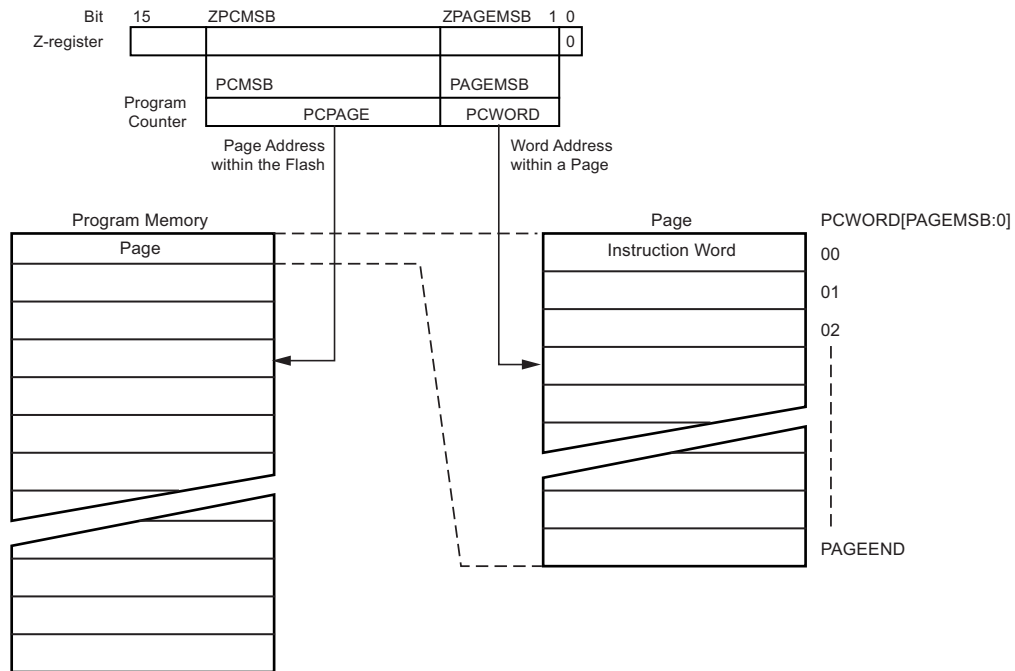 Bit 15 ZPCMSB ZPAGEMSB 1 0
Z-register 0
PCMSB PAGEMSB
Program
Counter
PCPAGE PCWORD
Page Address
within the Flash
Word Address
within a Page
Program Memory
Page
Page
Instruction Word
PCWORD[PAGEMSB:0]
00
01
02
PAGEEND